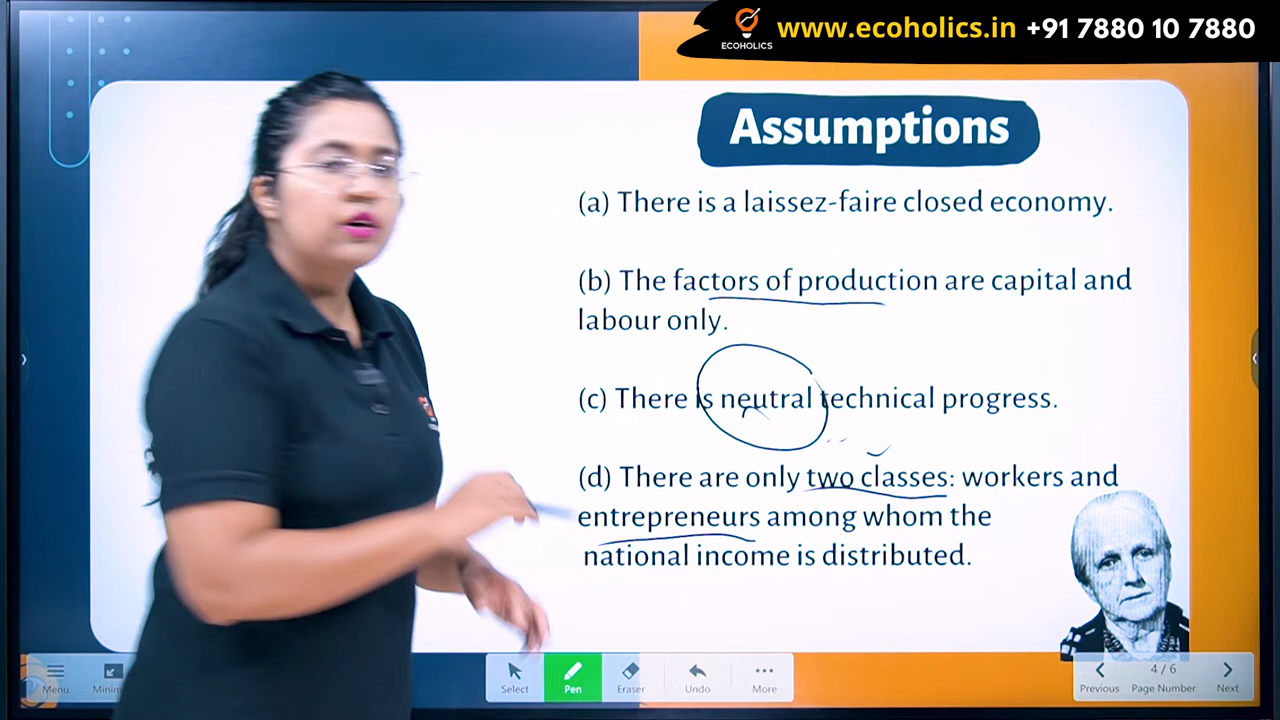 ECOHOLICS
www.ecoholics.in +91 7880 10 7880
Assumptions
(a) There is a laissez-faire closed economy.
(b) The factors of production are capital and
labour only.
(c) There is neutral technical progress.
(d) There are only two classes: workers and
entrepreneurs among whom the
national income is distributed.
Menu
Select
Pen
Eraser
Undo
More
Previous
4 / 6
Page Number
Next